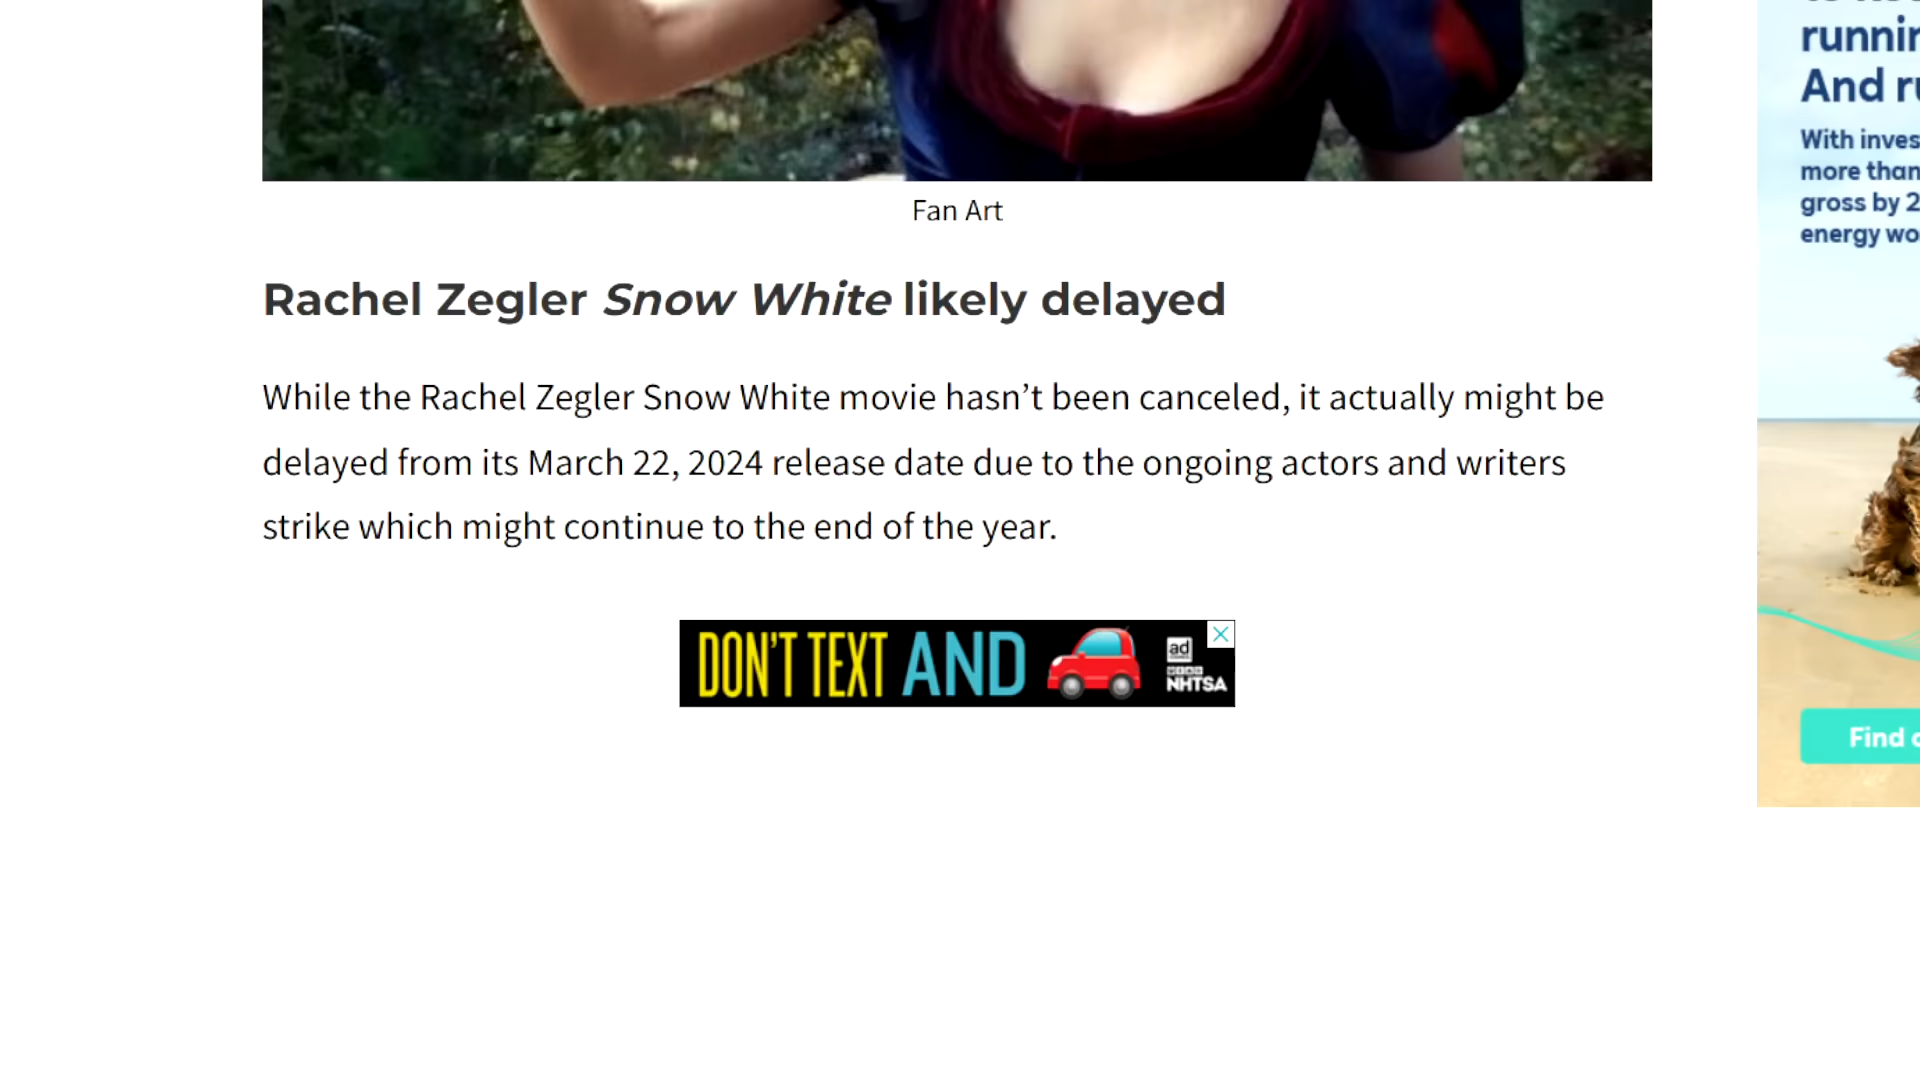 Fan Art
Rachel Zegler Snow White likely delayed
While the Rachel Zegler Snow White movie hasn’t been canceled, it actually might be
delayed from its March 22, 2024 release date due to the ongoing actors and writers
strike which might continue to the end of the year.
DON'T TEXT AND
ad
NHTSA
And
With
more than
gross by 2
energy
Find